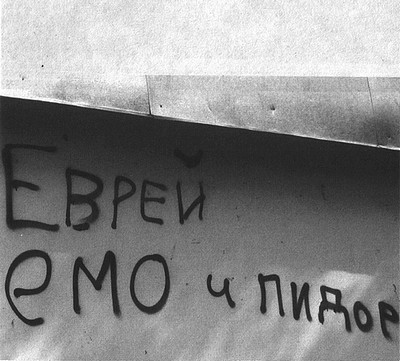 Еврей
емо и пидор